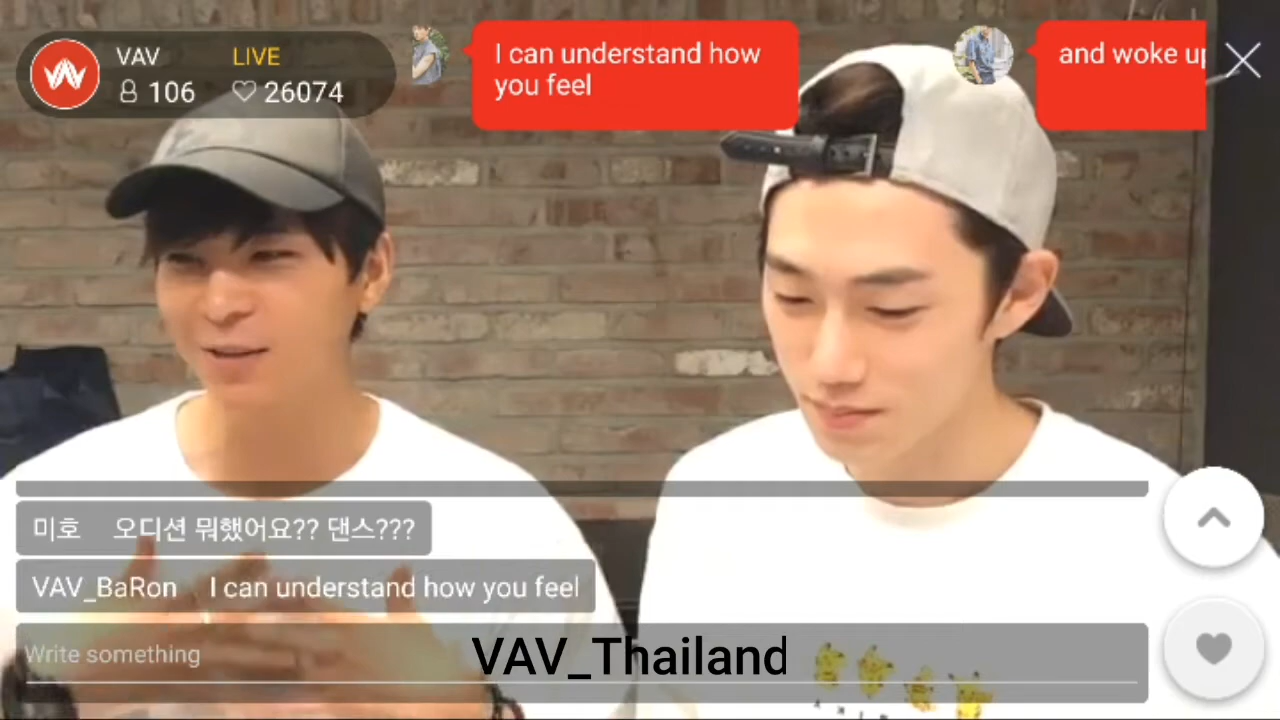 VAV LIVE
106 26074
I can understand how
you feel
and woke up
미호 오디션 뭐했어요?? 댄스???
VAV_BaRon I can understand how you feel
Write something
VAV_Thailand